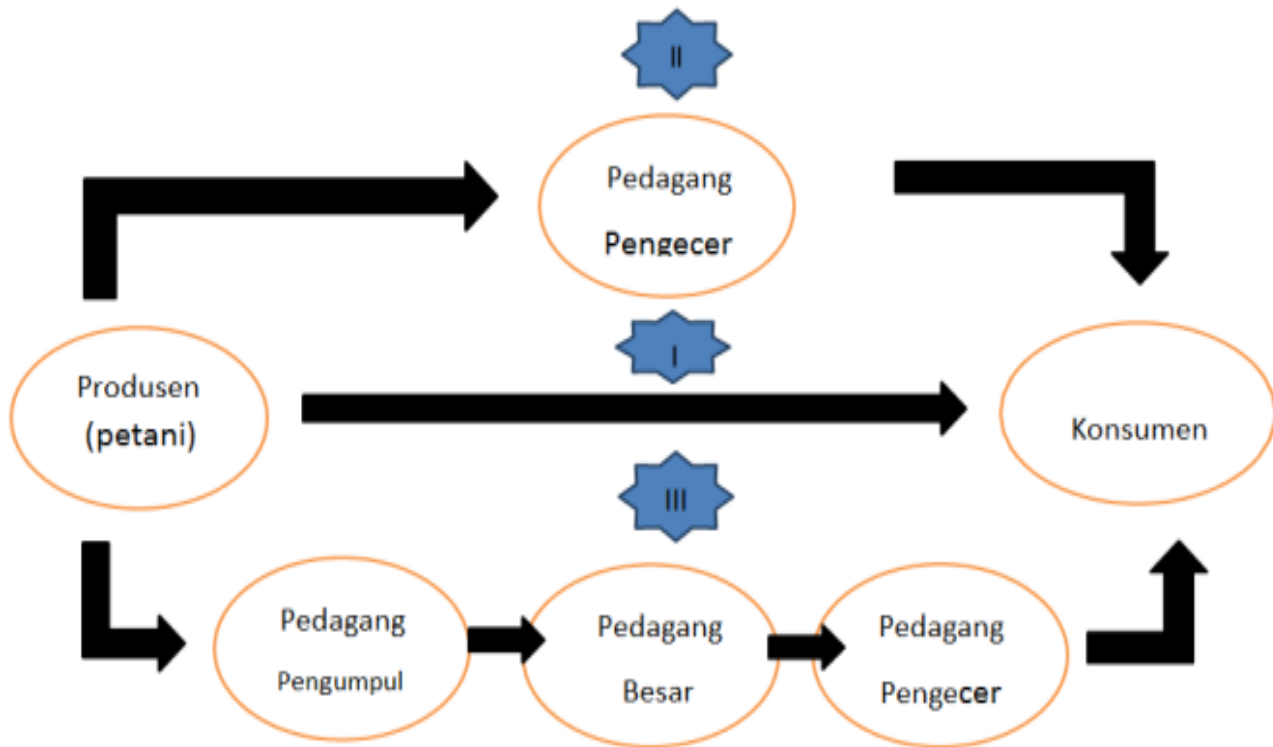 II
Pedagang
Pengecer
I
Produsen
(petani)
Konsumen
III
Pedagang
Pengumpul
Pedagang
Besar
Pedagang
Pengecer